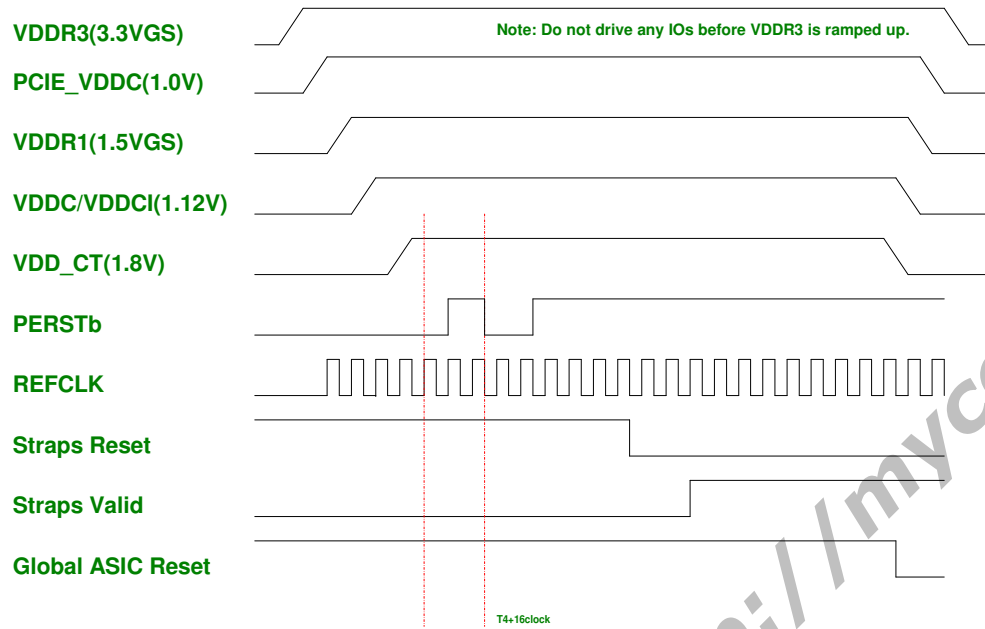 VDDR3(3.3VGS)
Note: Do not drive any IOs before VDDR3 is ramped up.
PCIE_VDDC(1.0V)
VDDR1(1.5VGS)
VDDC/VDDCI(1.12V)
VDD_CT(1.8V)
PERSTb
REFCLK
Straps Reset
Straps Valid
Global ASIC Reset
T4+16clock
://myc